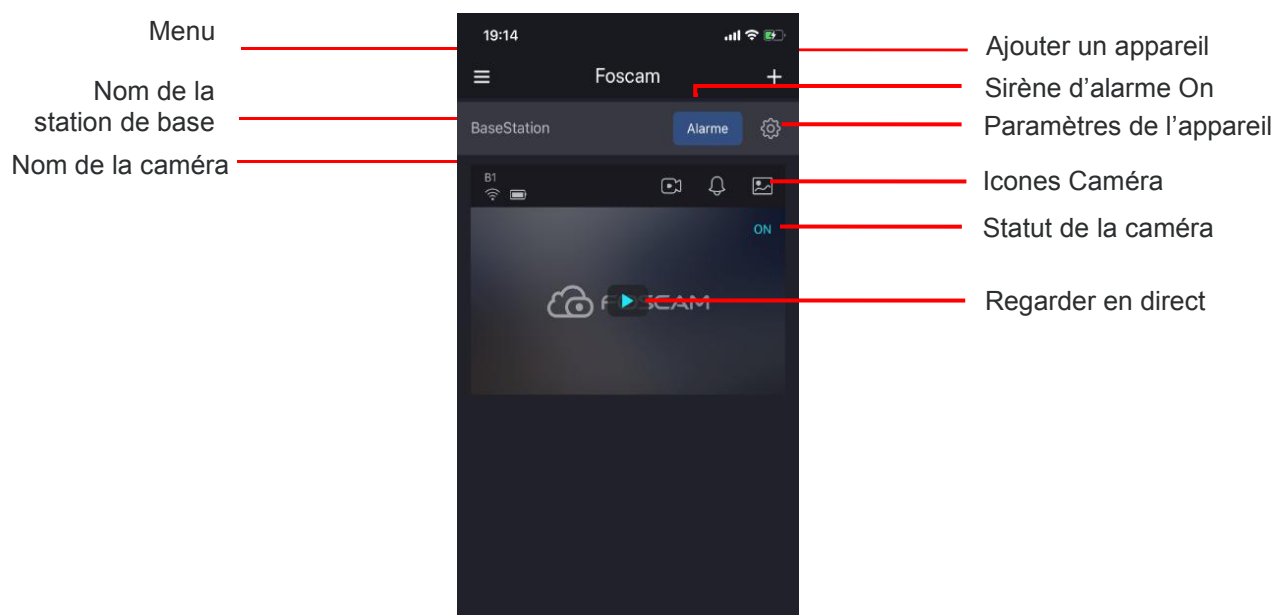 Menu
Nom de la
station de base
Nom de la caméra
19:14
Foscam
BaseStation
Alarme
B1
ON
FOSCAM
Ajouter un appareil
Sirène d’alarme On
Paramètres de l’appareil
Icones Caméra
Statut de la caméra
Regarder en direct